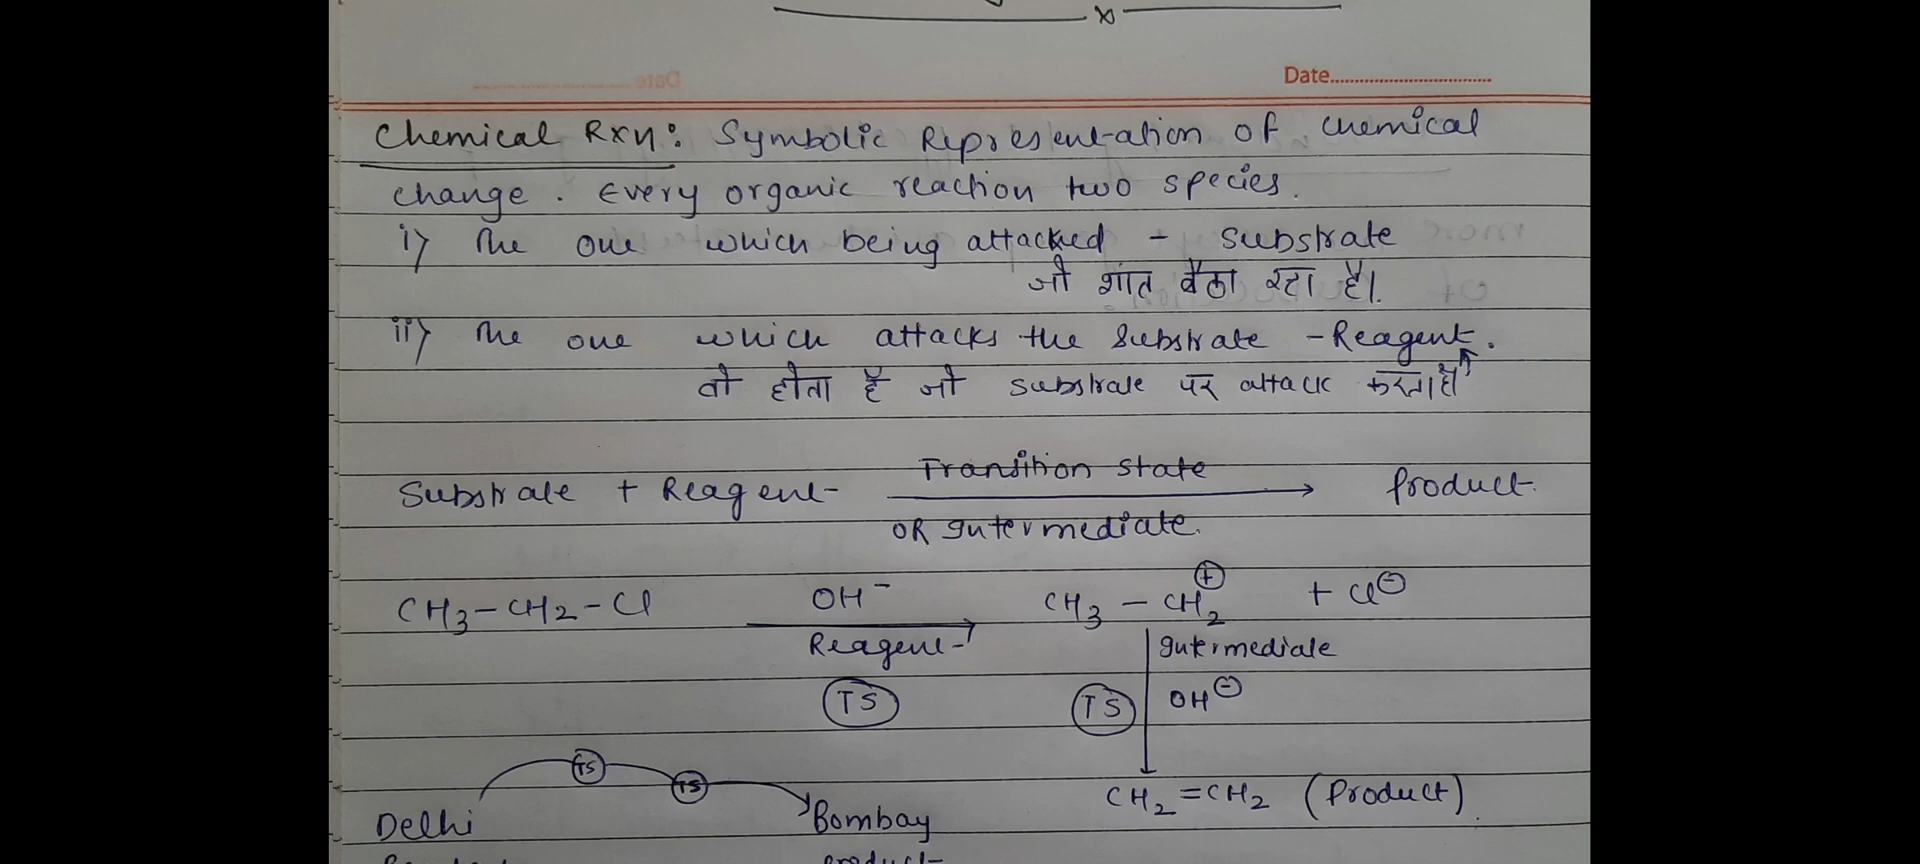 x
Date
Chemical Rxn: Symbolic Representation of chemical
change. Every organic reaction two species.
i) The one which being attacked - Substrate
जो शांत बैठा रहा है।
ii) The one which attacks the Substrate - Reagent.
वो होता है जो substrate पर attack करता है
Transition state
Substrate + Reagent → Product
OR Intermediate.
CH3-CH2-Cl OH⁻ → CH3-CH2⊕ + Cl⊖
Reagent Intermediate
TS TS OH⊖
TS TS
CH2=CH2 (Product)
Delhi Bombay
product